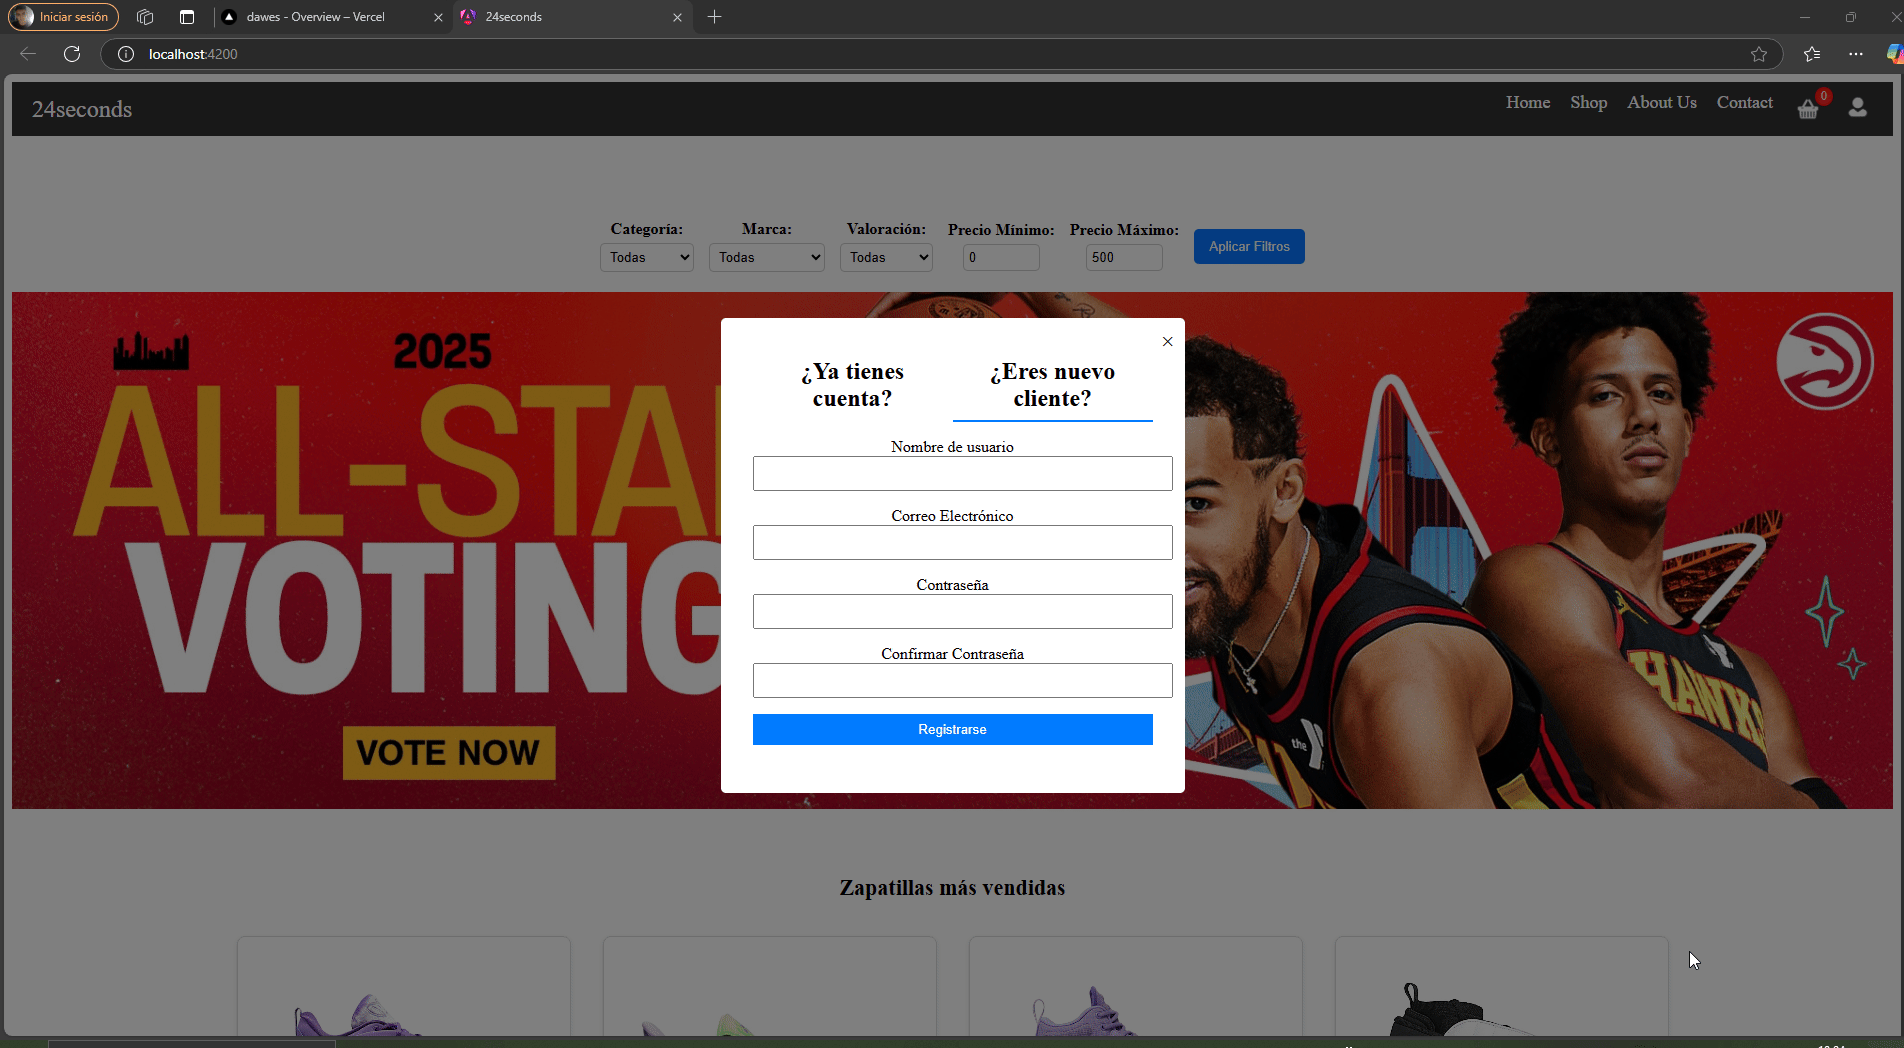 Iniciar sesión
dawes - Overview – Vercel
24seconds
localhost:4200
24seconds
Home
Shop
About Us
Contact
0
Categoría:
Marca:
Valoración:
Precio Mínimo:
Precio Máximo:
Todas
Todas
Todas
0
500
Aplicar Filtros
2025
ALL-STA
VOTING
VOTE NOW
¿Ya tienes
cuenta?
¿Eres nuevo
cliente?
Nombre de usuario
Correo Electrónico
Contraseña
Confirmar Contraseña
Registrarse
the Y
HAWKS
Zapatillas más vendidas